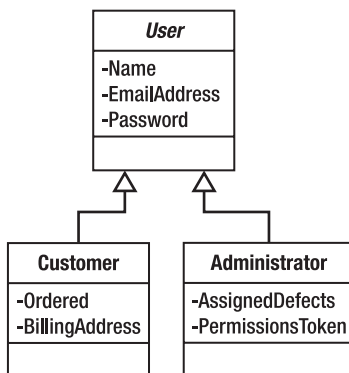 User
-Name
-EmailAddress
-Password
Customer
-Ordered
-BillingAddress
Administrator
-AssignedDefects
-PermissionsToken